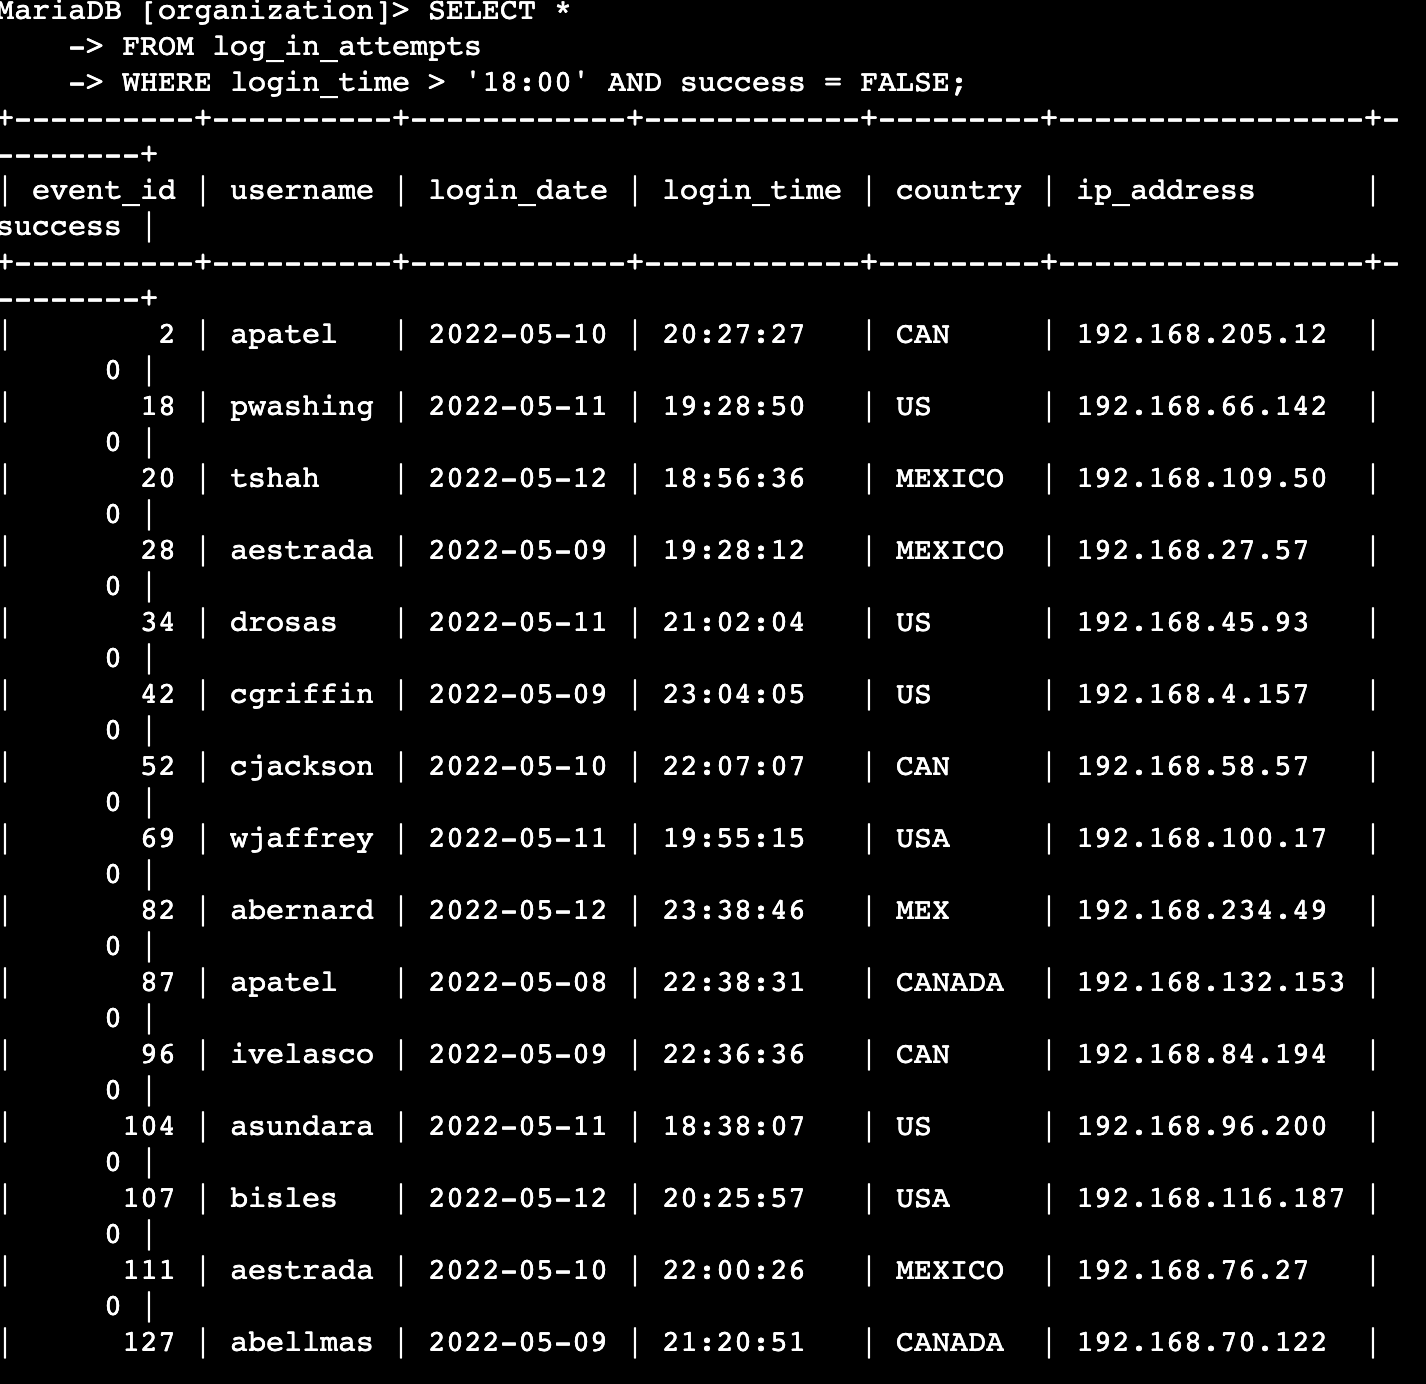 MariaDB [organization]> SELECT *
    -> FROM log_in_attempts
    -> WHERE login_time > '18:00' AND success = FALSE;
+----------+----------+------------+------------+---------+-----------------+-
--------+
| event_id | username | login_date | login_time | country | ip_address      |
success |
+----------+----------+------------+------------+---------+-----------------+-
--------+
|        2 | apatel   | 2022-05-10 | 20:27:27   | CAN     | 192.168.205.12  |
      0 |
|       18 | pwashing | 2022-05-11 | 19:28:50   | US      | 192.168.66.142  |
      0 |
|       20 | tshah    | 2022-05-12 | 18:56:36   | MEXICO  | 192.168.109.50  |
      0 |
|       28 | aestrada | 2022-05-09 | 19:28:12   | MEXICO  | 192.168.27.57   |
      0 |
|       34 | drosas   | 2022-05-11 | 21:02:04   | US      | 192.168.45.93   |
      0 |
|       42 | cgriffin | 2022-05-09 | 23:04:05   | US      | 192.168.4.157   |
      0 |
|       52 | cjackson | 2022-05-10 | 22:07:07   | CAN     | 192.168.58.57   |
      0 |
|       69 | wjaffrey | 2022-05-11 | 19:55:15   | USA     | 192.168.100.17  |
      0 |
|       82 | abernard | 2022-05-12 | 23:38:46   | MEX     | 192.168.234.49  |
      0 |
|       87 | apatel   | 2022-05-08 | 22:38:31   | CANADA  | 192.168.132.153 |
      0 |
|       96 | ivelasco | 2022-05-09 | 22:36:36   | CAN     | 192.168.84.194  |
      0 |
|      104 | asundara | 2022-05-11 | 18:38:07   | US      | 192.168.96.200  |
      0 |
|      107 | bisles   | 2022-05-12 | 20:25:57   | USA     | 192.168.116.187 |
      0 |
|      111 | aestrada | 2022-05-10 | 22:00:26   | MEXICO  | 192.168.76.27   |
      0 |
|      127 | abellmas | 2022-05-09 | 21:20:51   | CANADA  | 192.168.70.122  |